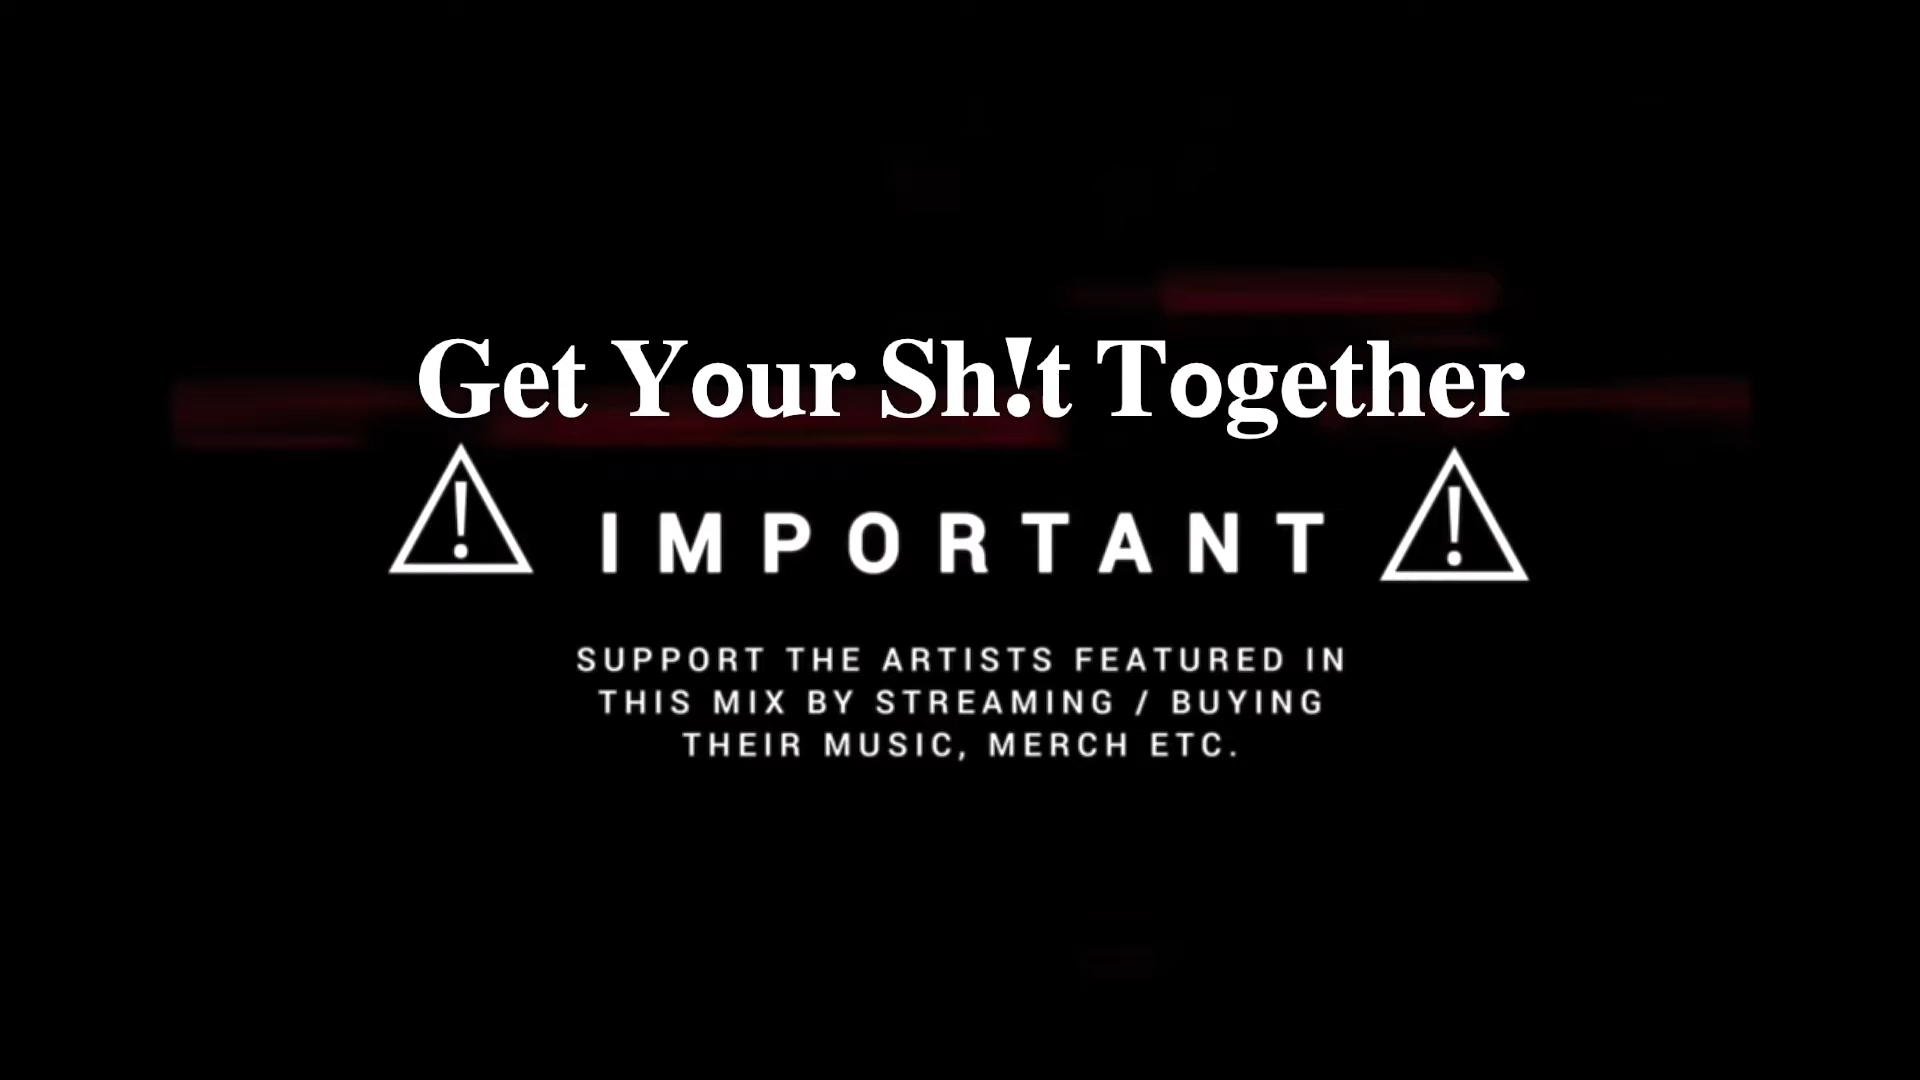 Get Your Sh!t Together
IMPORTANT
SUPPORT THE ARTISTS FEATURED IN
THIS MIX BY STREAMING / BUYING
THEIR MUSIC, MERCH ETC.